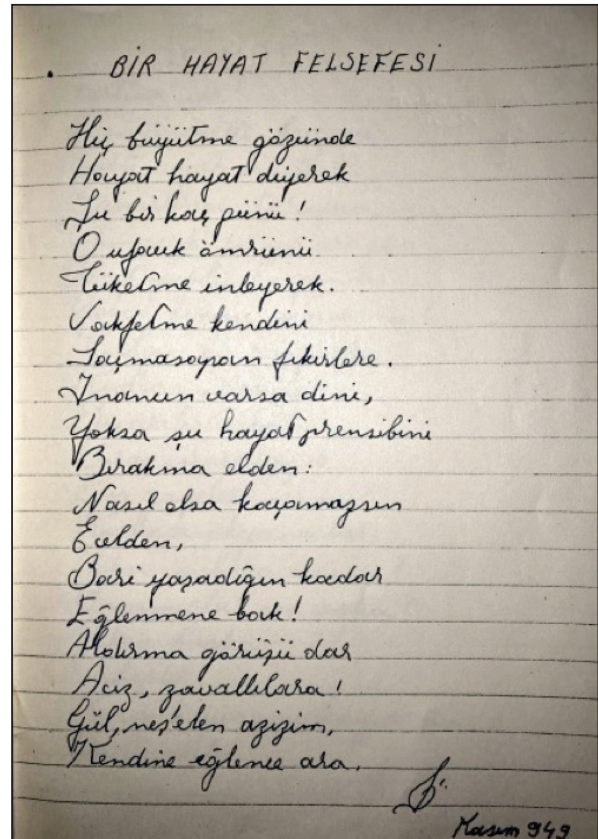 BİR HAYAT FELSEFESİ
Hiç büyütme gözünde
Hayat hayat diyerek
Şu bir kaç günü!
O ufacık ömrünü
Tüketme inleyerek.
Vakfetme kendini
Saçmasapan fikirlere.
İnancın varsa dini,
Yoksa şu hayat prensibini
Bırakma elden:
Nasıl olsa kaçamazsın
Ecelden,
Bari yaşadığın kadar
Eğlenmene bak!
Aldırma görüşü dar
Aciz, zavallılara!
Gül, neş'elen azizim,
Kendine eğlence ara.
Kasım 949